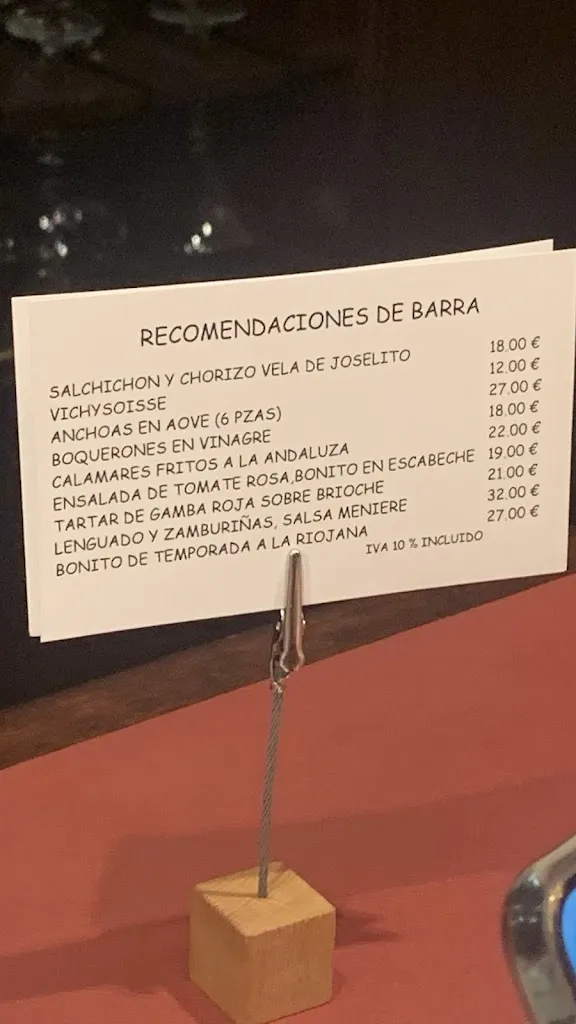 RECOMENDACIONES DE BARRA
SALCHICHON Y CHORIZO VELA DE JOSELITO 18,00 €
VICHYSOISSE 12,00 €
ANCHOAS EN AOVE (6 PZAS) 27,00 €
BOQUERONES EN VINAGRE 18,00 €
CALAMARES FRITOS A LA ANDALUZA 22,00 €
ENSALADA DE TOMATE ROSA,BONITO EN ESCABECHE 19,00 €
TARTAR DE GAMBA ROJA SOBRE BRIOCHE 21,00 €
LENGUADO Y ZAMBURIÑAS, SALSA MENIERE 32,00 €
BONITO DE TEMPORADA A LA RIOJANA 27,00 €
IVA 10 % INCLUIDO